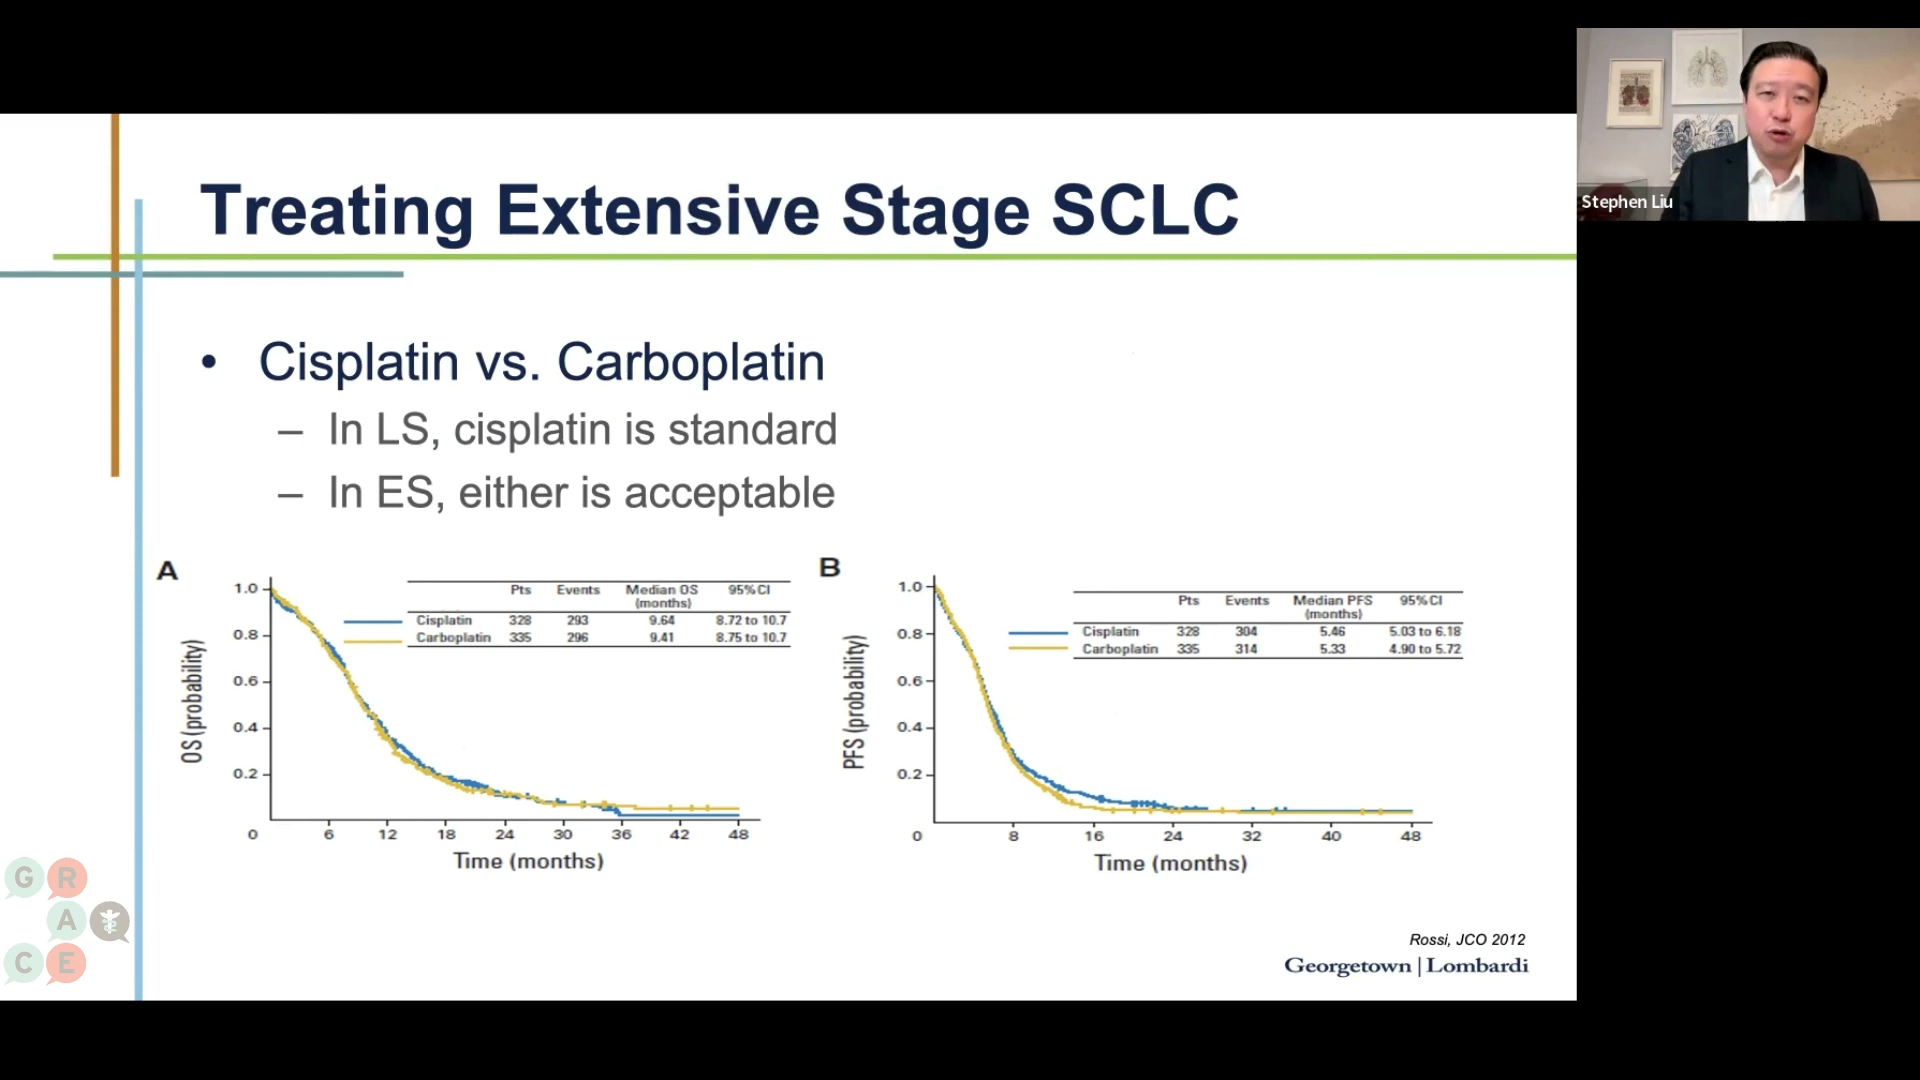 Treating Extensive Stage SCLC
• Cisplatin vs. Carboplatin
– In LS, cisplatin is standard
– In ES, either is acceptable
A
Pts Events Median OS (months) 95%CI
Cisplatin 328 293 9.64 8.72 to 10.7
Carboplatin 335 296 9.41 8.75 to 10.7
OS (probability)
1.0
0.8
0.6
0.4
0.2
0 6 12 18 24 30 36 42 48
Time (months)
B
Pts Events Median PFS (months) 95%CI
Cisplatin 328 304 5.46 5.03 to 6.18
Carboplatin 335 314 5.33 4.90 to 5.72
PFS (probability)
1.0
0.8
0.6
0.4
0.2
0 8 16 24 32 40 48
Time (months)
Rossi, JCO 2012
Georgetown | Lombardi
G R
A
C E
Stephen Liu